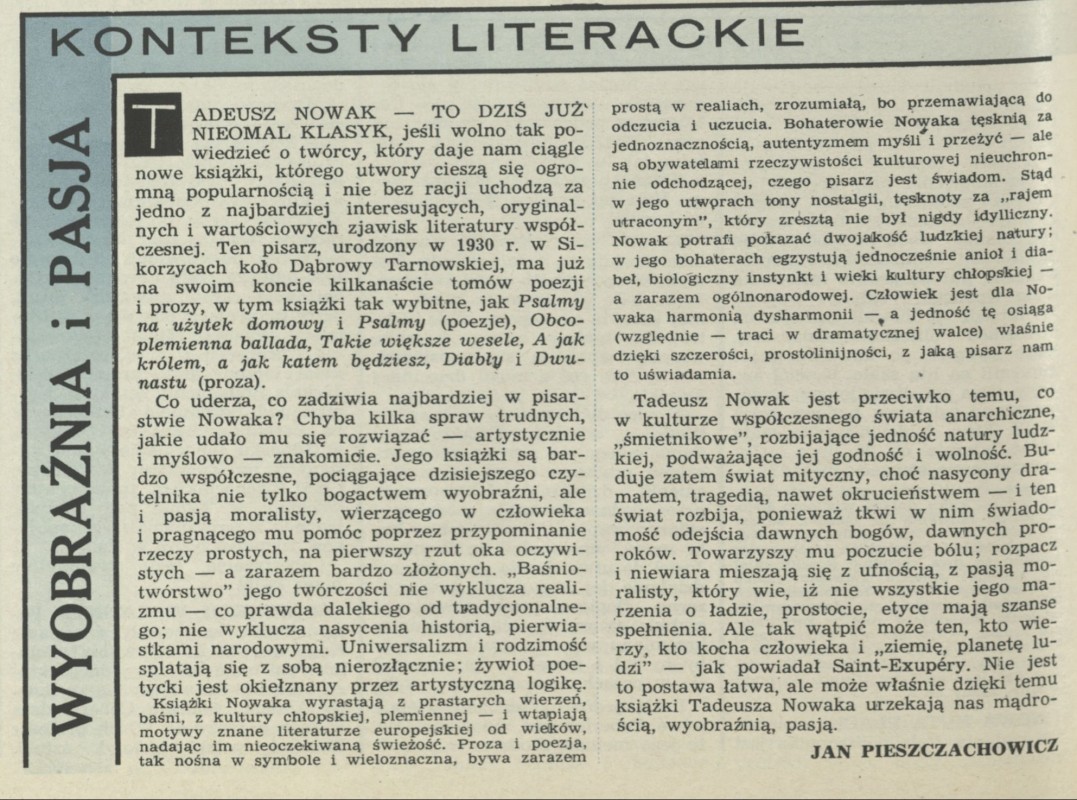 KONTEKSTY LITERACKIE
WYOBRAŹNIA i PASJA
TADEUSZ NOWAK — TO DZIŚ JUŻ
NIEOMAL KLASYK, jeśli wolno tak po-
wiedzieć o twórcy, który daje nam ciągle
nowe książki, którego utwory cieszą się ogro-
mną popularnością i nie bez racji uchodzą za
jedno z najbardziej interesujących, oryginal-
nych i wartościowych zjawisk literatury współ-
czesnej. Ten pisarz, urodzony w 1930 r. w Si-
korzycach koło Dąbrowy Tarnowskiej, ma już
na swoim koncie kilkanaście tomów poezji
i prozy, w tym książki tak wybitne, jak Psalmy
na użytek domowy i Psalmy (poezje), Obco-
plemienna ballada, Takie większe wesele, A jak
królem, a jak katem będziesz, Diabły i Dwu-
nastu (proza).
Co uderza, co zadziwia najbardziej w pisar-
stwie Nowaka? Chyba kilka spraw trudnych,
jakie udało mu się rozwiązać — artystycznie
i myślowo — znakomicie. Jego książki są bar-
dzo współczesne, pociągające dzisiejszego czy-
telnika nie tylko bogactwem wyobraźni, ale
i pasją moralisty, wierzącego w człowieka
i pragnącego mu pomóc poprzez przypominanie
rzeczy prostych, na pierwszy rzut oka oczywi-
stych — a zarazem bardzo złożonych. „Baśnio-
twórstwo" jego twórczości nie wyklucza reali-
zmu — co prawda dalekiego od tradycjonalne-
go; nie wyklucza nasycenia historią, pierwia-
stkami narodowymi. Uniwersalizm i rodzimość
splatają się z sobą nierozłącznie; żywioł poe-
tycki jest okiełznany przez artystyczną logikę.
Książki Nowaka wyrastają z prastarych wierzeń,
baśni, z kultury chłopskiej, plemiennej — i wtapiają
motywy znane literaturze europejskiej od wieków,
nadając im nieoczekiwaną świeżość. Proza i poezja,
tak nośna w symbole i wieloznaczna, bywa zarazem
prostą w realiach, zrozumiałą, bo przemawiającą do
odczucia i uczucia. Bohaterowie Nowaka tęsknią za
jednoznacznością, autentyzmem myśli i przeżyć — ale
są obywatelami rzeczywistości kulturowej nieuchron-
nie odchodzącej, czego pisarz jest świadom. Stąd
w jego utworach tony nostalgii, tęsknoty za „rajem
utraconym", który zresztą nie był nigdy idylliczny.
Nowak potrafi pokazać dwojakość ludzkiej natury;
w jego bohaterach egzystują jednocześnie anioł i dia-
beł, biologiczny instynkt i wieki kultury chłopskiej —
a zarazem ogólnonarodowej. Człowiek jest dla No-
waka harmonią dysharmonii — a jedność tę osiąga
(względnie — traci w dramatycznej walce) właśnie
dzięki szczerości, prostolinijności, z jaką pisarz nam
to uświadamia.
Tadeusz Nowak jest przeciwko temu, co
w kulturze współczesnego świata anarchiczne,
„śmietnikowe", rozbijające jedność natury ludz-
kiej, podważające jej godność i wolność. Bu-
duje zatem świat mityczny, choć nasycony dra-
matem, tragedią, nawet okrucieństwem — i ten
świat rozbija, ponieważ tkwi w nim świado-
mość odejścia dawnych bogów, dawnych pro-
roków. Towarzyszy mu poczucie bólu; rozpacz
i niewiara mieszają się z ufnością, z pasją mo-
ralisty, który wie, iż nie wszystkie jego ma-
rzenia o ładzie, prostocie, etyce mają szanse
spełnienia. Ale tak wątpić może ten, kto wie-
rzy, kto kocha człowieka i „ziemię, planetę lu-
dzi" — jak powiadał Saint-Exupéry. Nie jest
to postawa łatwa, ale może właśnie dzięki temu
książki Tadeusza Nowaka urzekają nas mądro-
ścią, wyobraźnią, pasją.
JAN PIESZCZACHOWICZ